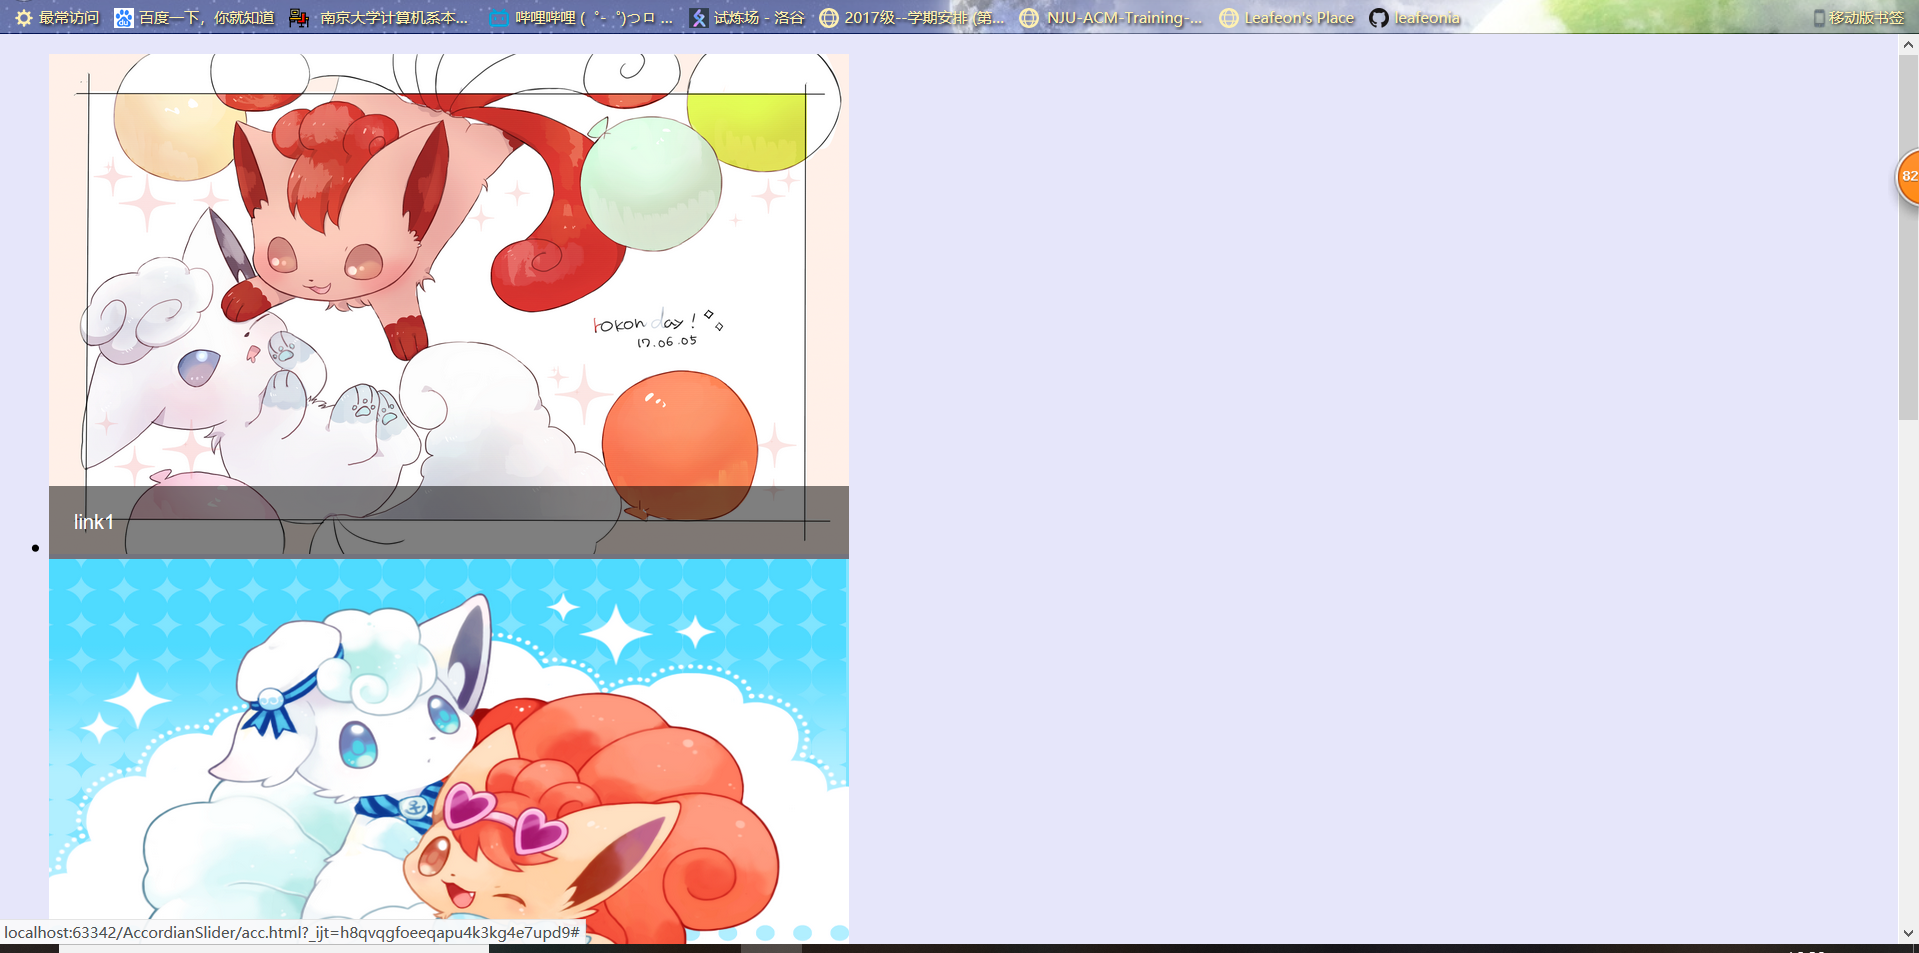 最常访问 百度一下，你就知道 南京大学计算机系本... 哔哩哔哩 ( ゜- ゜)つロ ... 试炼场 - 洛谷 2017级--学期安排 (第... NJU-ACM-Training-... Leafeon's Place leafeonia 移动版书签
82
tokon day!
17.06.05
link1
localhost:63342/AccordianSlider/acc.html?_ijt=h8qvqgfoeeqapu4k3kg4e7upd9#